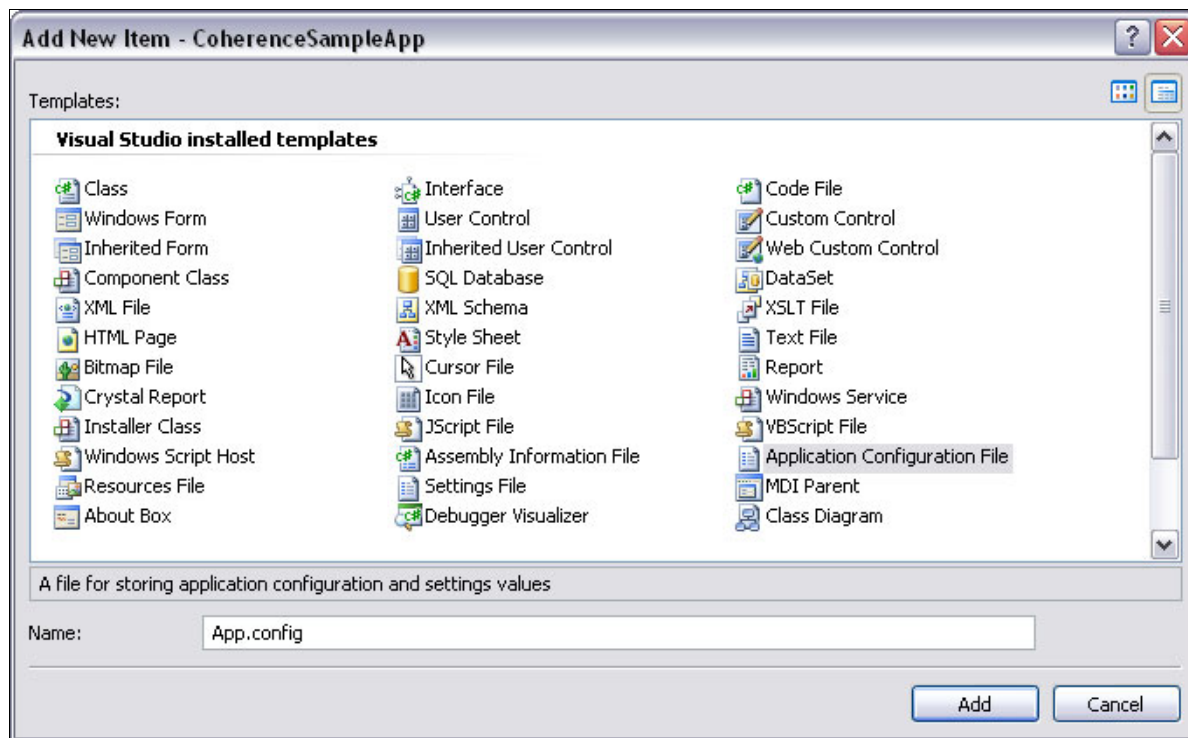 Add New Item - CoherenceSampleApp
Templates:
Visual Studio installed templates
Class Interface Code File
Windows Form User Control Custom Control
Inherited Form Inherited User Control Web Custom Control
Component Class SQL Database DataSet
XML File XML Schema XSLT File
HTML Page Style Sheet Text File
Bitmap File Cursor File Report
Crystal Report Icon File Windows Service
Installer Class JScript File VBScript File
Windows Script Host Assembly Information File Application Configuration File
Resources File Settings File MDI Parent
About Box Debugger Visualizer Class Diagram
A file for storing application configuration and settings values
Name: App.config
Add Cancel